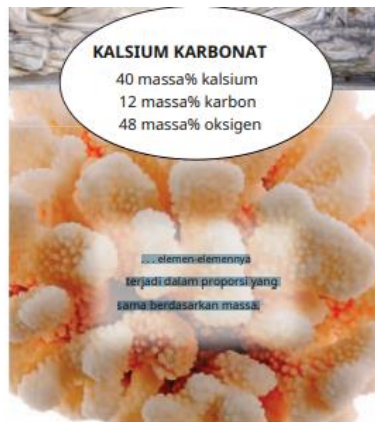 KALSIUM KARBONAT
40 massa% kalsium
12 massa% karbon
48 massa% oksigen
... elemen-elemennya
terjadi dalam proporsi yang
sama berdasarkan massa.